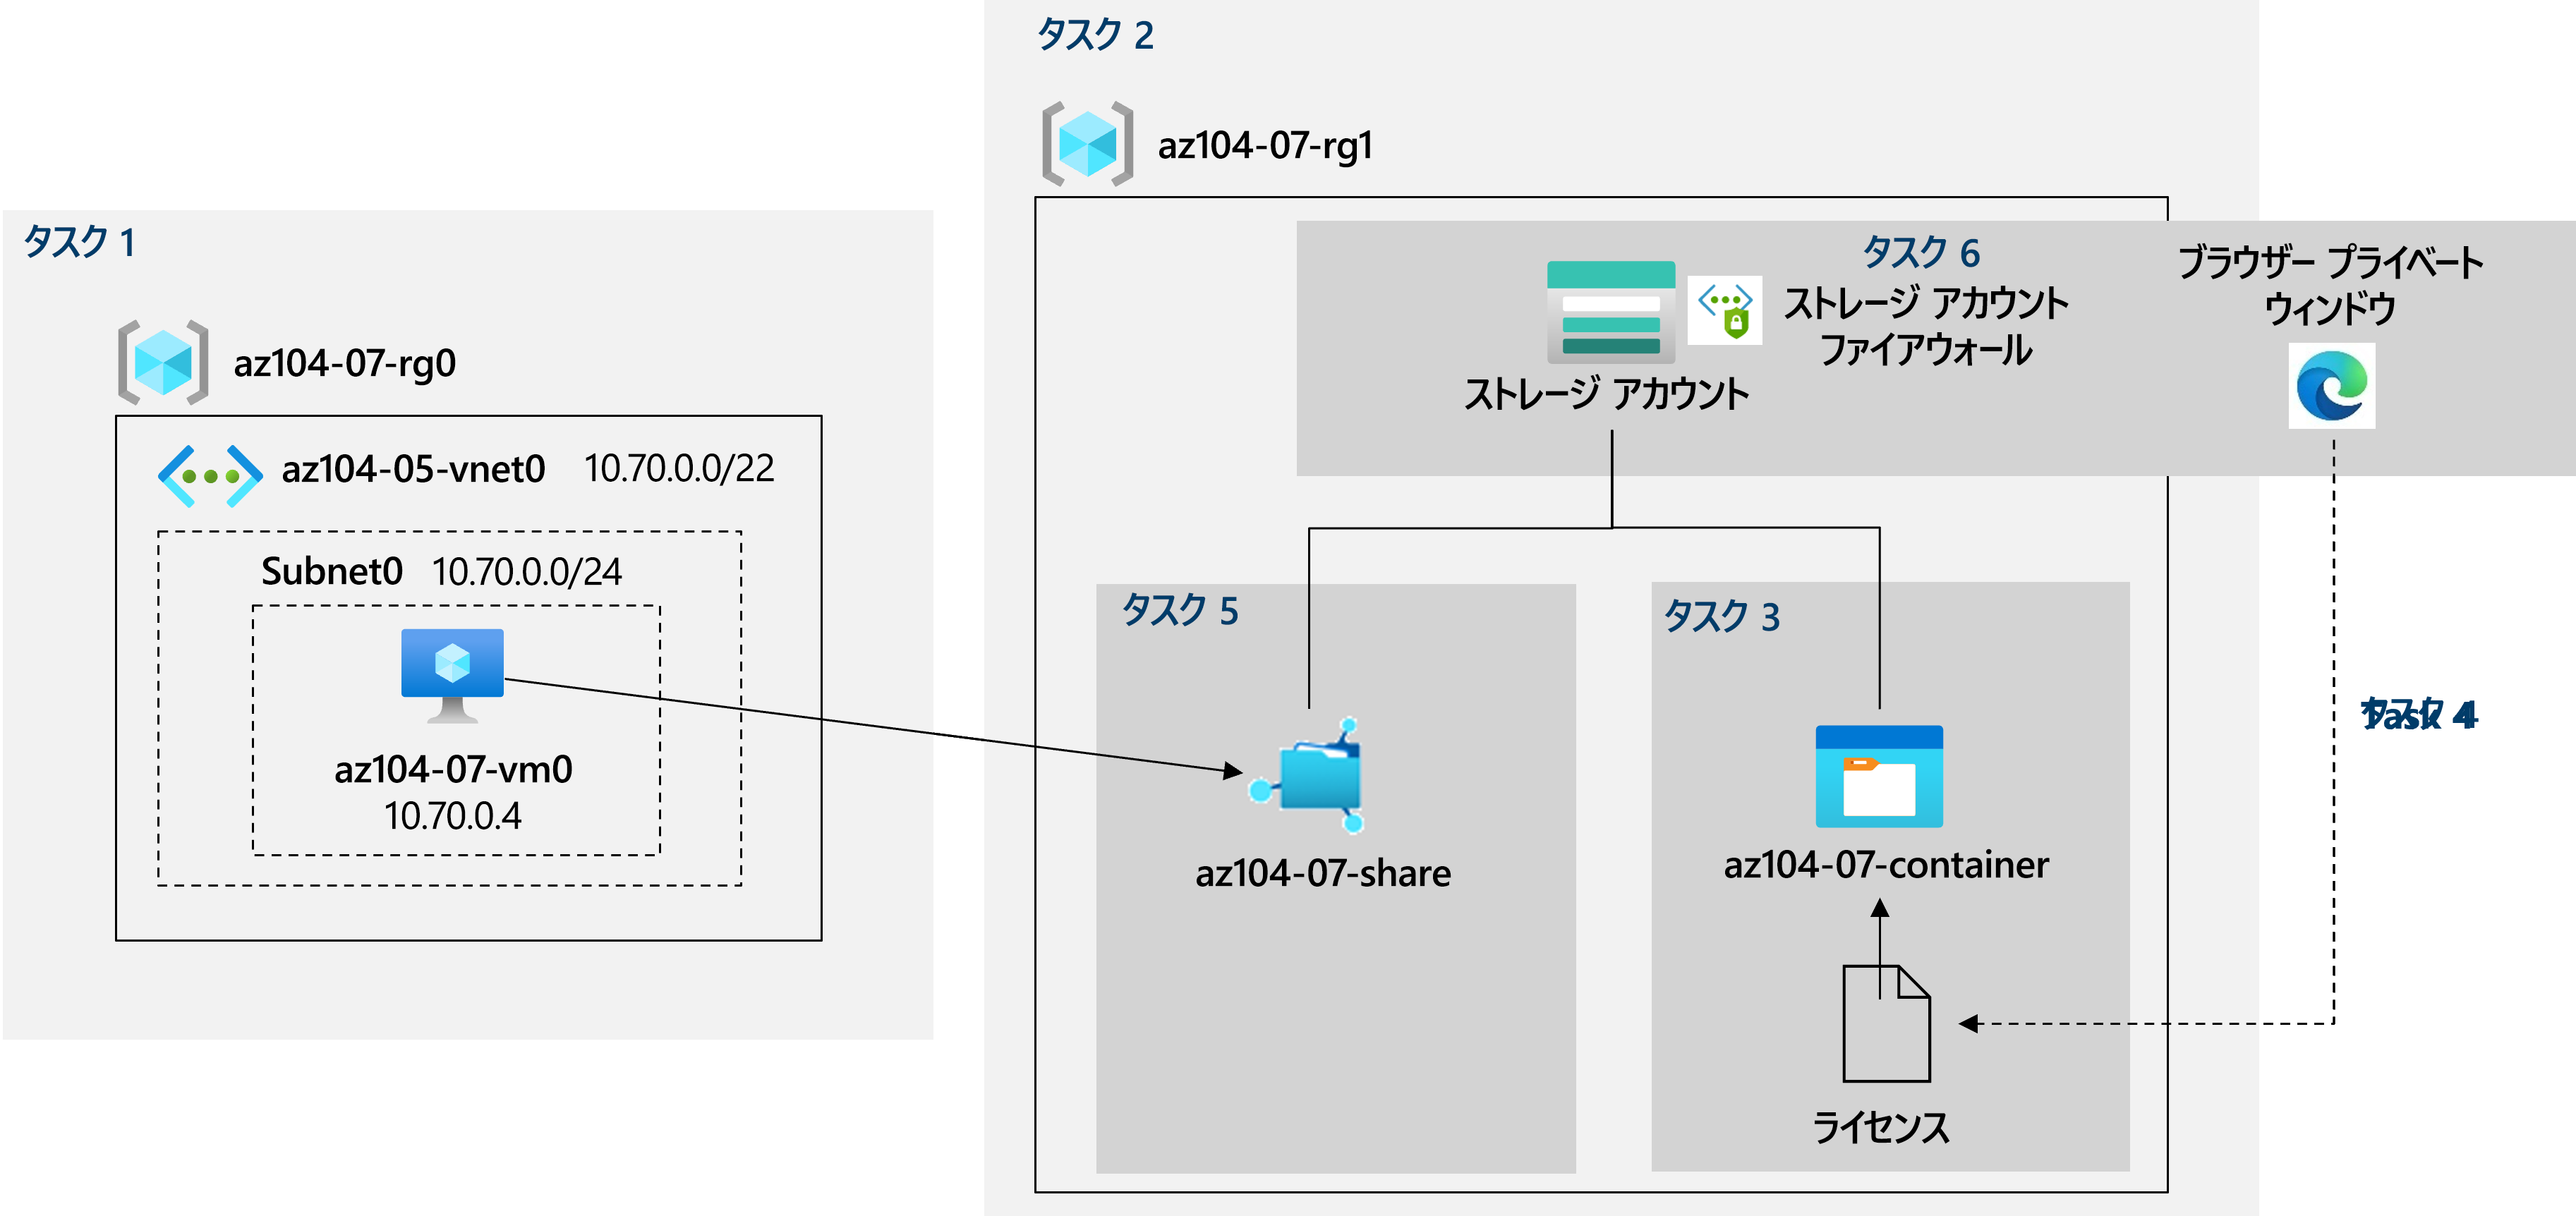 タスク 1
az104-07-rg0
az104-05-vnet0 10.70.0.0/22
Subnet0 10.70.0.0/24
az104-07-vm0
10.70.0.4
タスク 2
az104-07-rg1
タスク 6
ストレージ アカウント
ファイアウォール
ストレージ アカウント
ブラウザー プライベート
ウィンドウ
タスク 5
az104-07-share
タスク 3
az104-07-container
ライセンス
タスク 4
Task 4